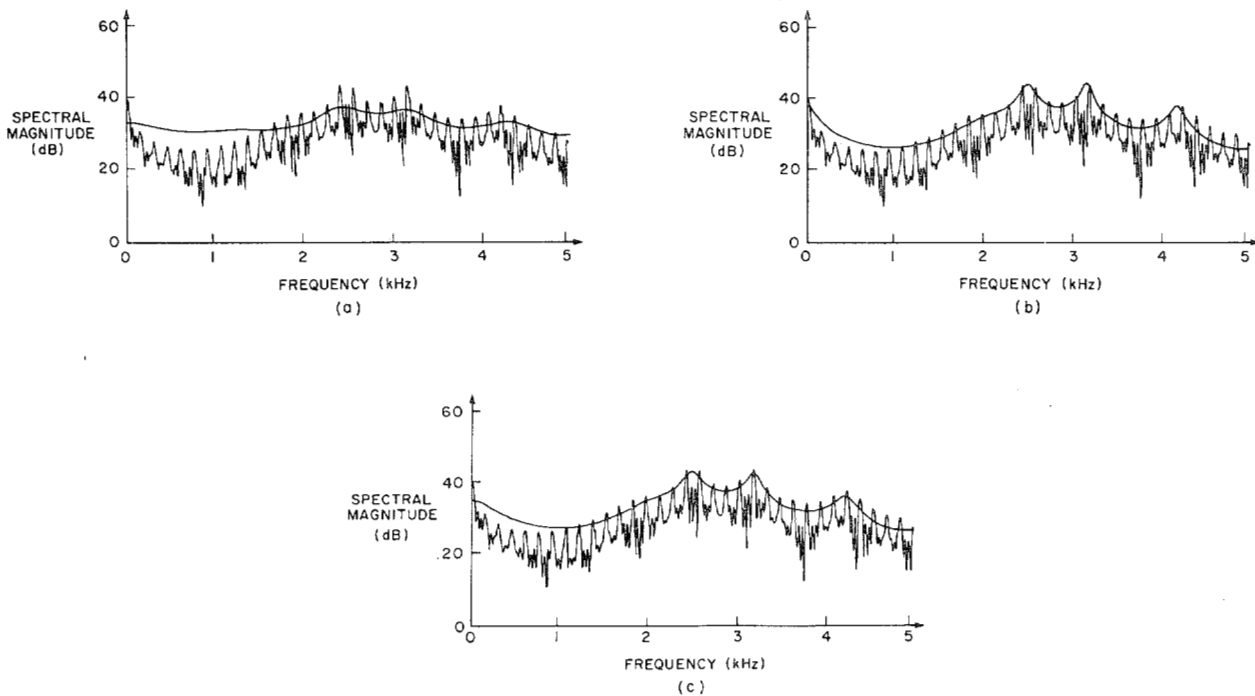 60
40
20
0
SPECTRAL
MAGNITUDE
(dB)
0 1 2 3 4 5
FREQUENCY (kHz)
(a)
60
40
20
0
SPECTRAL
MAGNITUDE
(dB)
0 1 2 3 4 5
FREQUENCY (kHz)
(b)
60
40
20
0
SPECTRAL
MAGNITUDE
(dB)
0 1 2 3 4 5
FREQUENCY (kHz)
(c)